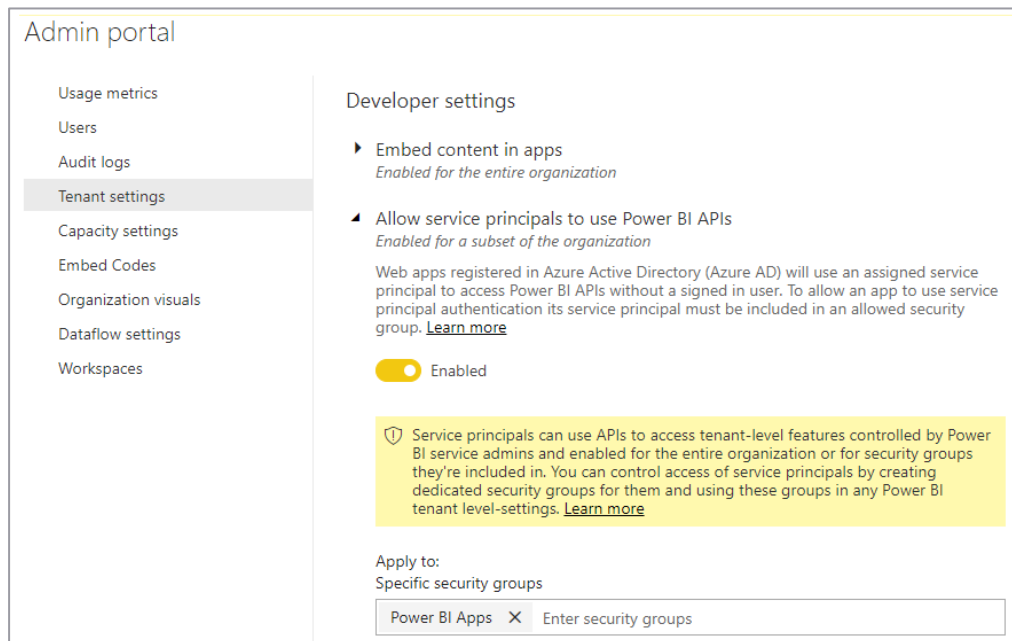 Admin portal
Usage metrics
Users
Audit logs
Tenant settings
Capacity settings
Embed Codes
Organization visuals
Dataflow settings
Workspaces
Developer settings
Embed content in apps
Enabled for the entire organization
Allow service principals to use Power BI APIs
Enabled for a subset of the organization
Web apps registered in Azure Active Directory (Azure AD) will use an assigned service
principal to access Power BI APIs without a signed in user. To allow an app to use service
principal authentication its service principal must be included in an allowed security
group. Learn more
Enabled
Service principals can use APIs to access tenant-level features controlled by Power
BI service admins and enabled for the entire organization or for security groups
they're included in. You can control access of service principals by creating
dedicated security groups for them and using these groups in any Power BI
tenant level-settings. Learn more
Apply to:
Specific security groups
Power BI Apps X Enter security groups